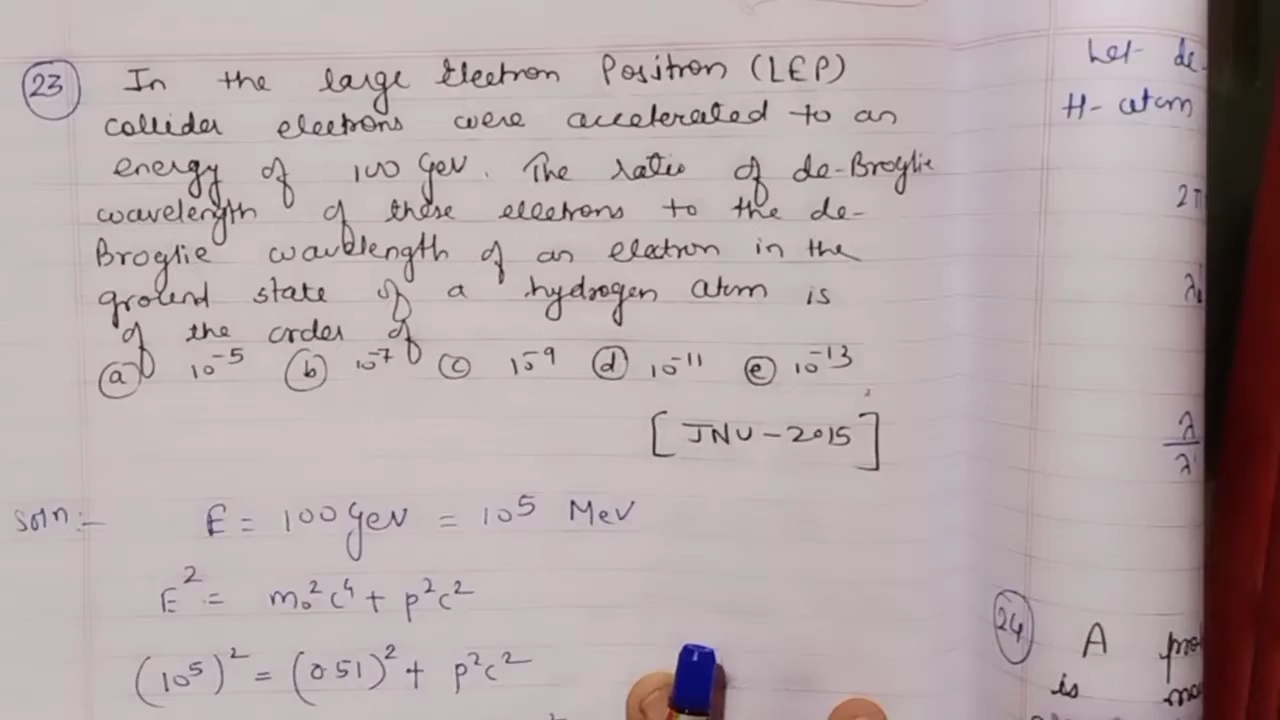 23 In the large Electron Positron (LEP)
collider electrons were accelerated to an
energy of 100 GeV. The ratio of de-Broglie
wavelength of these electrons to the de-
Broglie wavelength of an electron in the
ground state of a hydrogen atom is
of the order of
(a) 10⁻⁵ (b) 10⁻⁷ (c) 10⁻⁹ (d) 10⁻¹¹ (e) 10⁻¹³
[JNU-2015]
Soln:- E = 100 GeV = 10⁵ MeV
E² = m₀²c⁴ + p²c²
(10⁵)² = (0.51)² + p²c²
Let de-
H-atom
2π
λ
λ/λ'
24 A
is